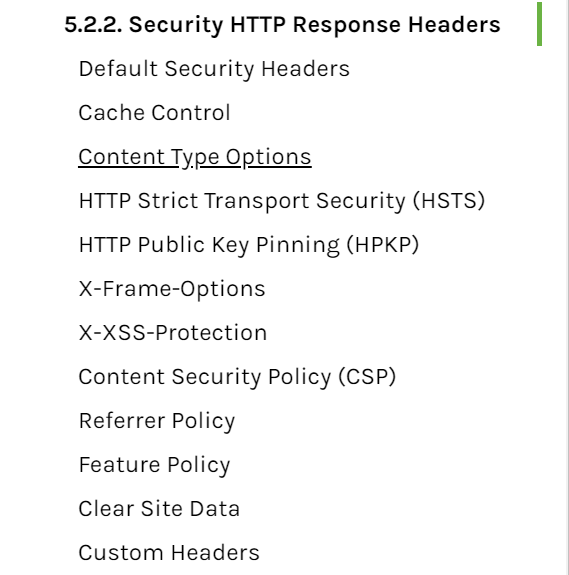 5.2.2. Security HTTP Response Headers
Default Security Headers
Cache Control
Content Type Options
HTTP Strict Transport Security (HSTS)
HTTP Public Key Pinning (HPKP)
X-Frame-Options
X-XSS-Protection
Content Security Policy (CSP)
Referrer Policy
Feature Policy
Clear Site Data
Custom Headers